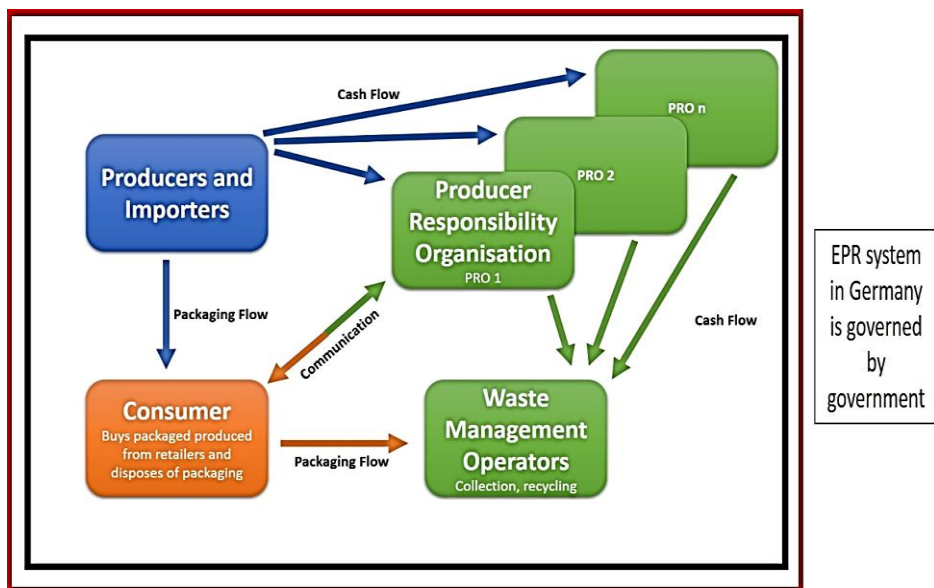 Cash Flow
PRO n
PRO 2
Producers and
Importers
Producer
Responsibility
Organisation
PRO 1
Packaging Flow
Communication
Cash Flow
Consumer
Buys packaged produced
from retailers and
disposes of packaging
Packaging Flow
Waste
Management
Operators
Collection, recycling
EPR system
in Germany
is governed
by
government